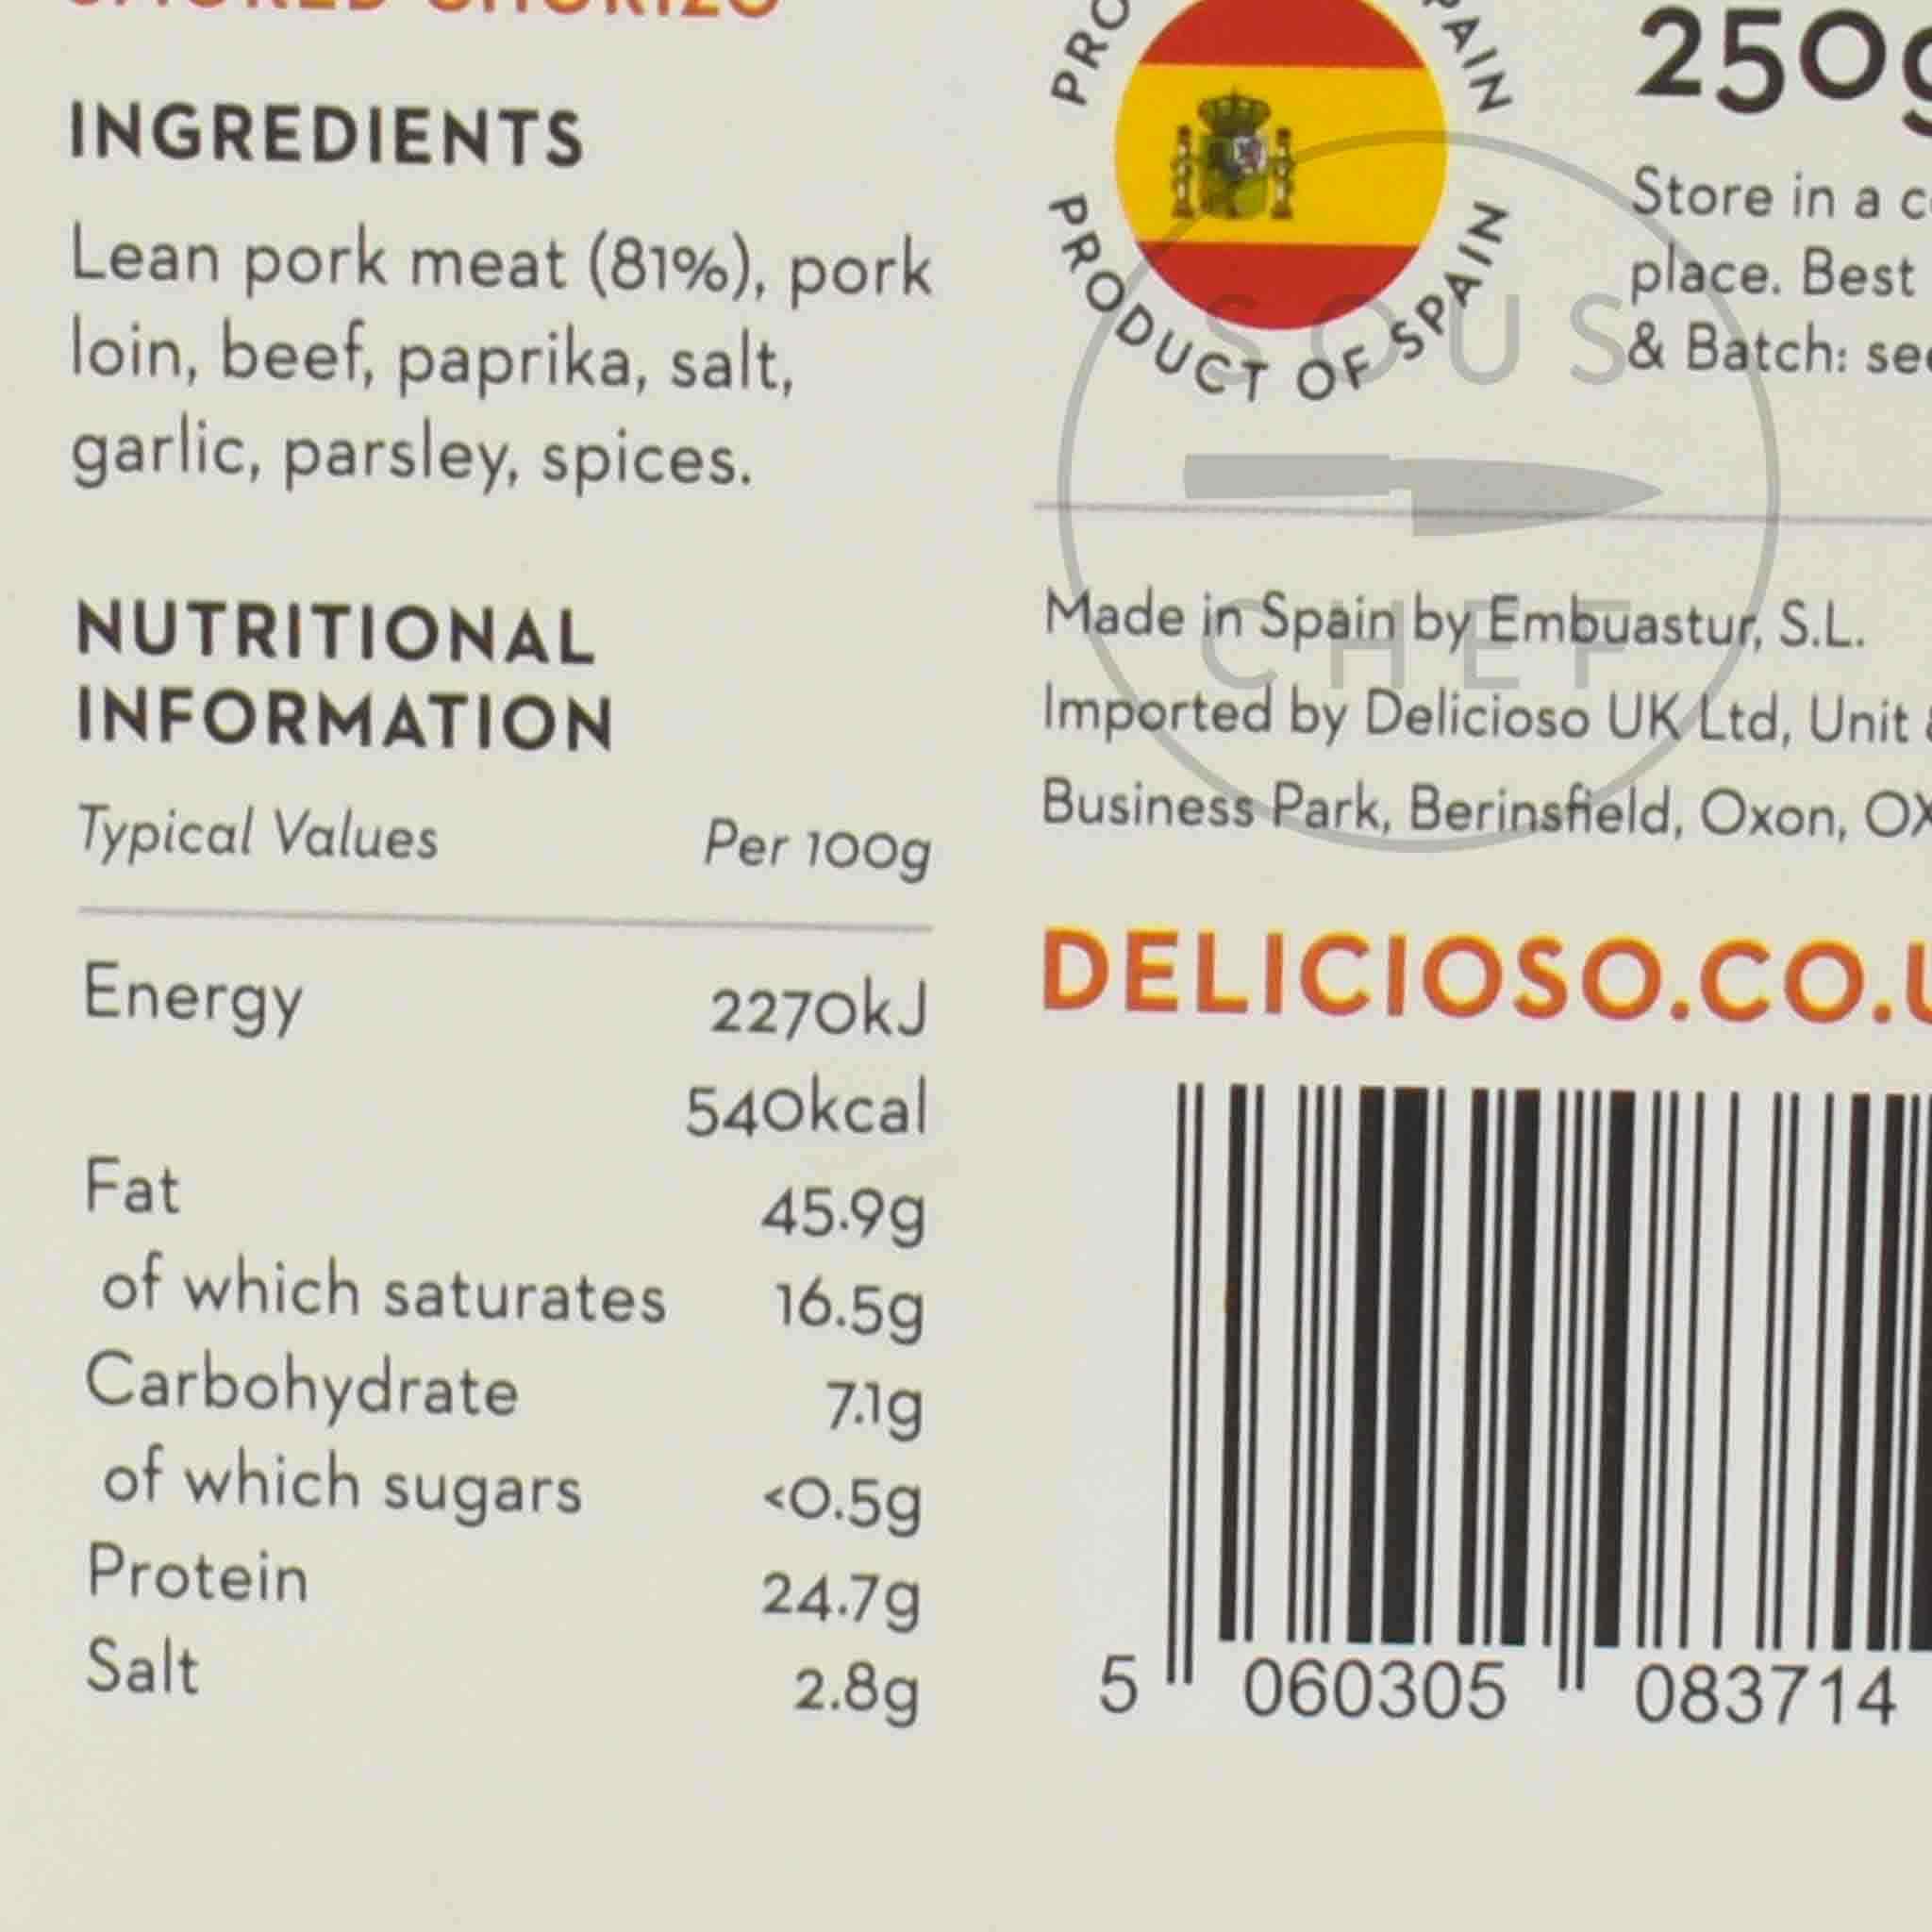 SMOKED CHORIZO
INGREDIENTS
Lean pork meat (81%), pork
loin, beef, paprika, salt,
garlic, parsley, spices.
NUTRITIONAL
INFORMATION
Typical Values Per 100g
Energy 2270kJ
540kcal
Fat 45.9g
of which saturates 16.5g
Carbohydrate 7.1g
of which sugars <0.5g
Protein 24.7g
Salt 2.8g
PRODUCT OF SPAIN
250g
Store in a
place. Best
& Batch:
SOUS
CHEF
Made in Spain by Embuastur, S.L.
Imported by Delicioso UK Ltd, Unit
Business Park, Berinsfield, Oxon,
DELICIOSO.CO.U
5 060305 083714